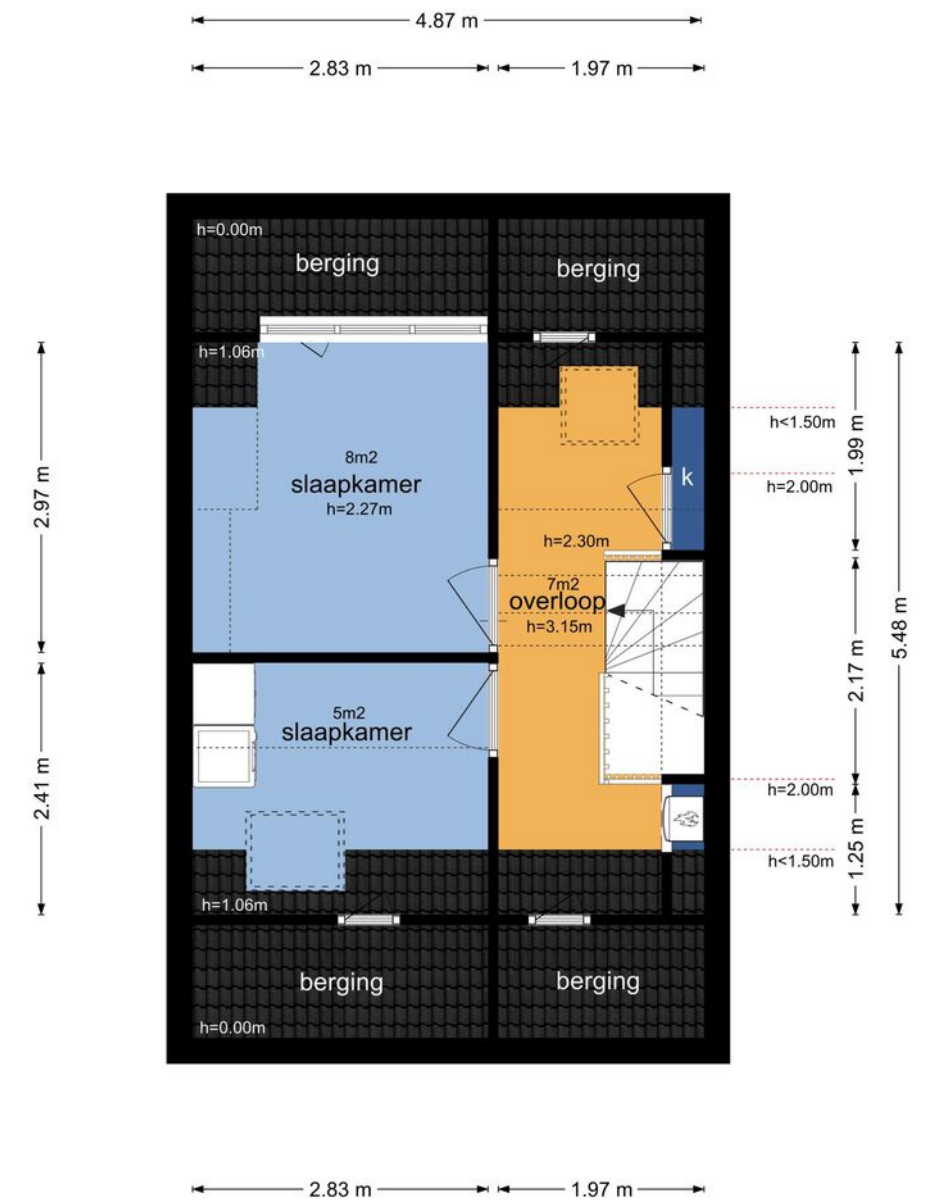 4.87 m
2.83 m
1.97 m
h=0.00m
berging
berging
h=1.06m
h<1.50m
1.99 m
8m2
slaapkamer
h=2.27m
k
h=2.00m
2.97 m
h=2.30m
7m2
overloop
h=3.15m
5.48 m
2.17 m
5m2
slaapkamer
2.41 m
h=2.00m
1.25 m
h<1.50m
h=1.06m
berging
berging
h=0.00m
2.83 m
1.97 m